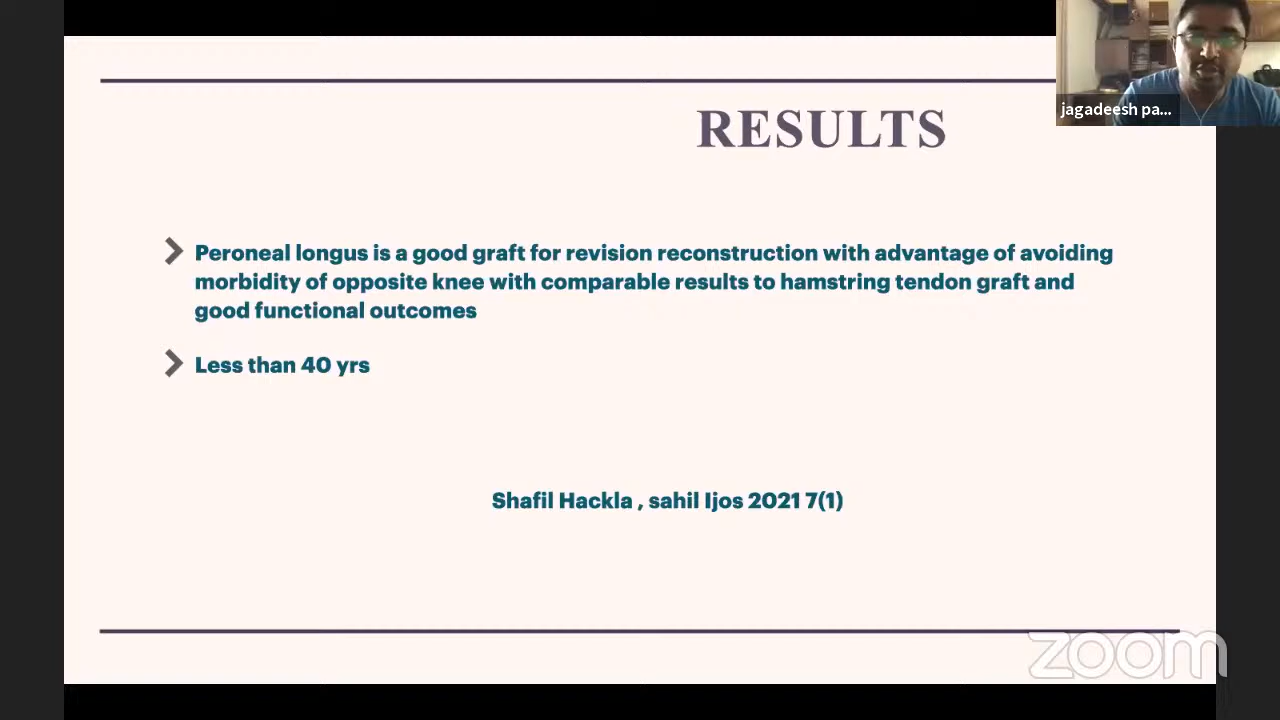 jagadeesh pa...
RESULTS
Peroneal longus is a good graft for revision reconstruction with advantage of avoiding
morbidity of opposite knee with comparable results to hamstring tendon graft and
good functional outcomes
Less than 40 yrs
Shafil Hackla , sahil Ijos 2021 7(1)
zoom